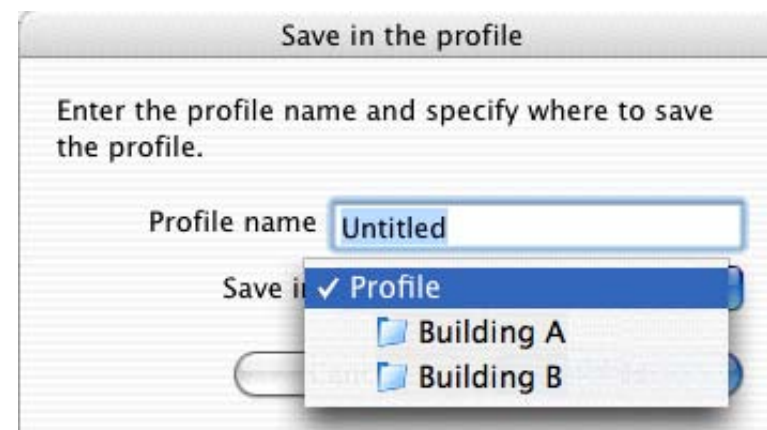 Save in the profile
Enter the profile name and specify where to save
the profile.
Profile name Untitled
Save i
✓ Profile
Building A
Building B